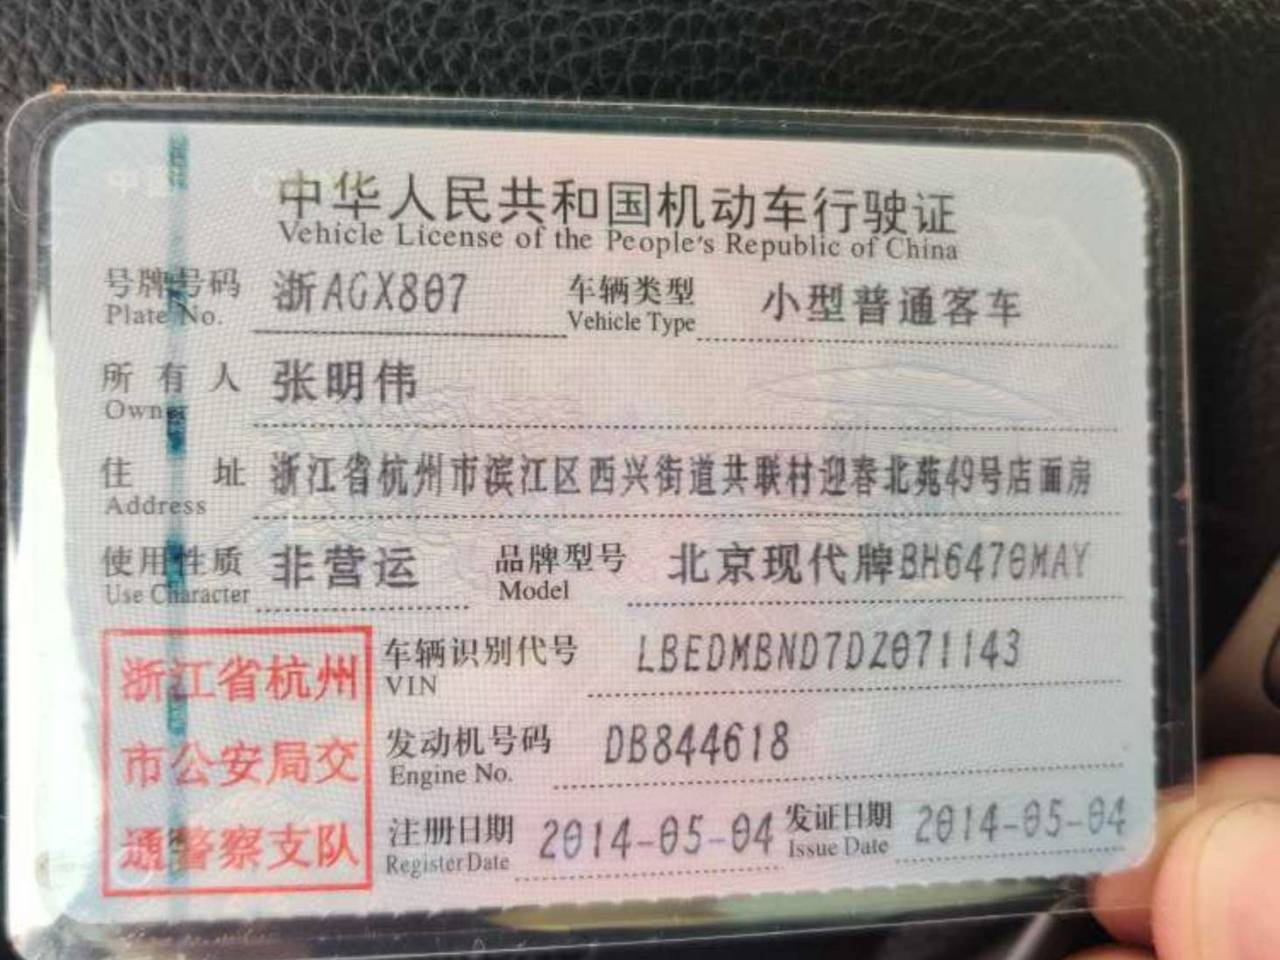 中华人民共和国机动车行驶证
Vehicle License of the People's Republic of China
号牌号码 浙AGX807 车辆类型 小型普通客车
Plate No. Vehicle Type
所有人 张明伟
Owner
住址 浙江省杭州市滨江区西兴街道共联村迎春北苑49号店面房
Address
使用性质 非营运 品牌型号 北京现代牌BH6470MAY
Use Character Model
浙江省杭州
市公安局交
通警察支队
车辆识别代号 LBEDMBND7DZ071143
VIN
发动机号码 DB844618
Engine No.
注册日期 2014-05-04 发证日期 2014-05-04
Register Date Issue Date